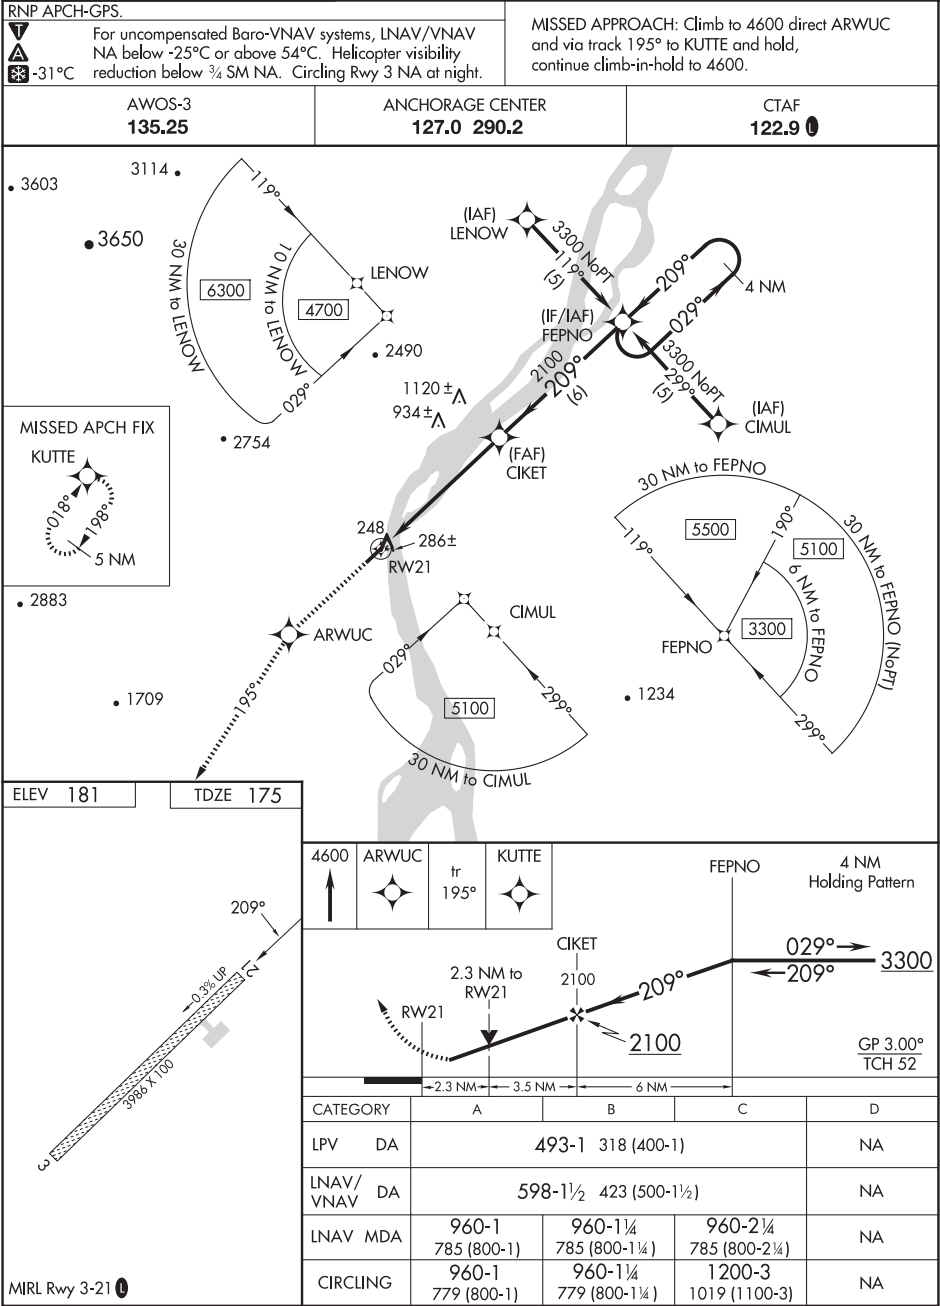 RNP APCH-GPS.
T
A
-31°C
For uncompensated Baro-VNAV systems, LNAV/VNAV
NA below -25°C or above 54°C. Helicopter visibility
reduction below ¾ SM NA. Circling Rwy 3 NA at night.
MISSED APPROACH: Climb to 4600 direct ARWUC
and via track 195° to KUTTE and hold,
continue climb-in-hold to 4600.
AWOS-3
135.25
ANCHORAGE CENTER
127.0 290.2
CTAF
122.9 L
3603
3114
3650
119°
30 NM to LENOW
6300
10 NM to LENOW
4700
LENOW
029°
2490
2754
1120 ±
934 ±
(IAF)
LENOW
3300 NoPT
119°
(5)
(IF/IAF)
FEPNO
209°
029°
4 NM
3300 NoPT
299°
(5)
(IAF)
CIMUL
2100
209°
(6)
(FAF)
CIKET
MISSED APCH FIX
KUTTE
018°
198°
5 NM
2883
1709
248
286±
RW21
ARWUC
195°
CIMUL
029°
299°
5100
30 NM to CIMUL
30 NM to FEPNO
5500
190°
5100
30 NM to FEPNO (NoPT)
119°
6 NM to FEPNO
3300
FEPNO
299°
1234
ELEV 181
TDZE 175
209°
21
0.3% UP
3986 X 100
3
MIRL Rwy 3-21 L
4600
ARWUC
tr
195°
KUTTE
FEPNO
4 NM
Holding Pattern
029°
209°
3300
CIKET
2100
209°
2.3 NM to
RW21
RW21
2100
GP 3.00°
TCH 52
2.3 NM
3.5 NM
6 NM
CATEGORY A B C D
LPV DA 493-1 318 (400-1) NA
LNAV/
VNAV DA 598-1½ 423 (500-1½) NA
LNAV MDA 960-1 960-1¼ 960-2¼ NA
785 (800-1) 785 (800-1¼) 785 (800-2¼)
CIRCLING 960-1 960-1¼ 1200-3 NA
779 (800-1) 779 (800-1¼) 1019 (1100-3)